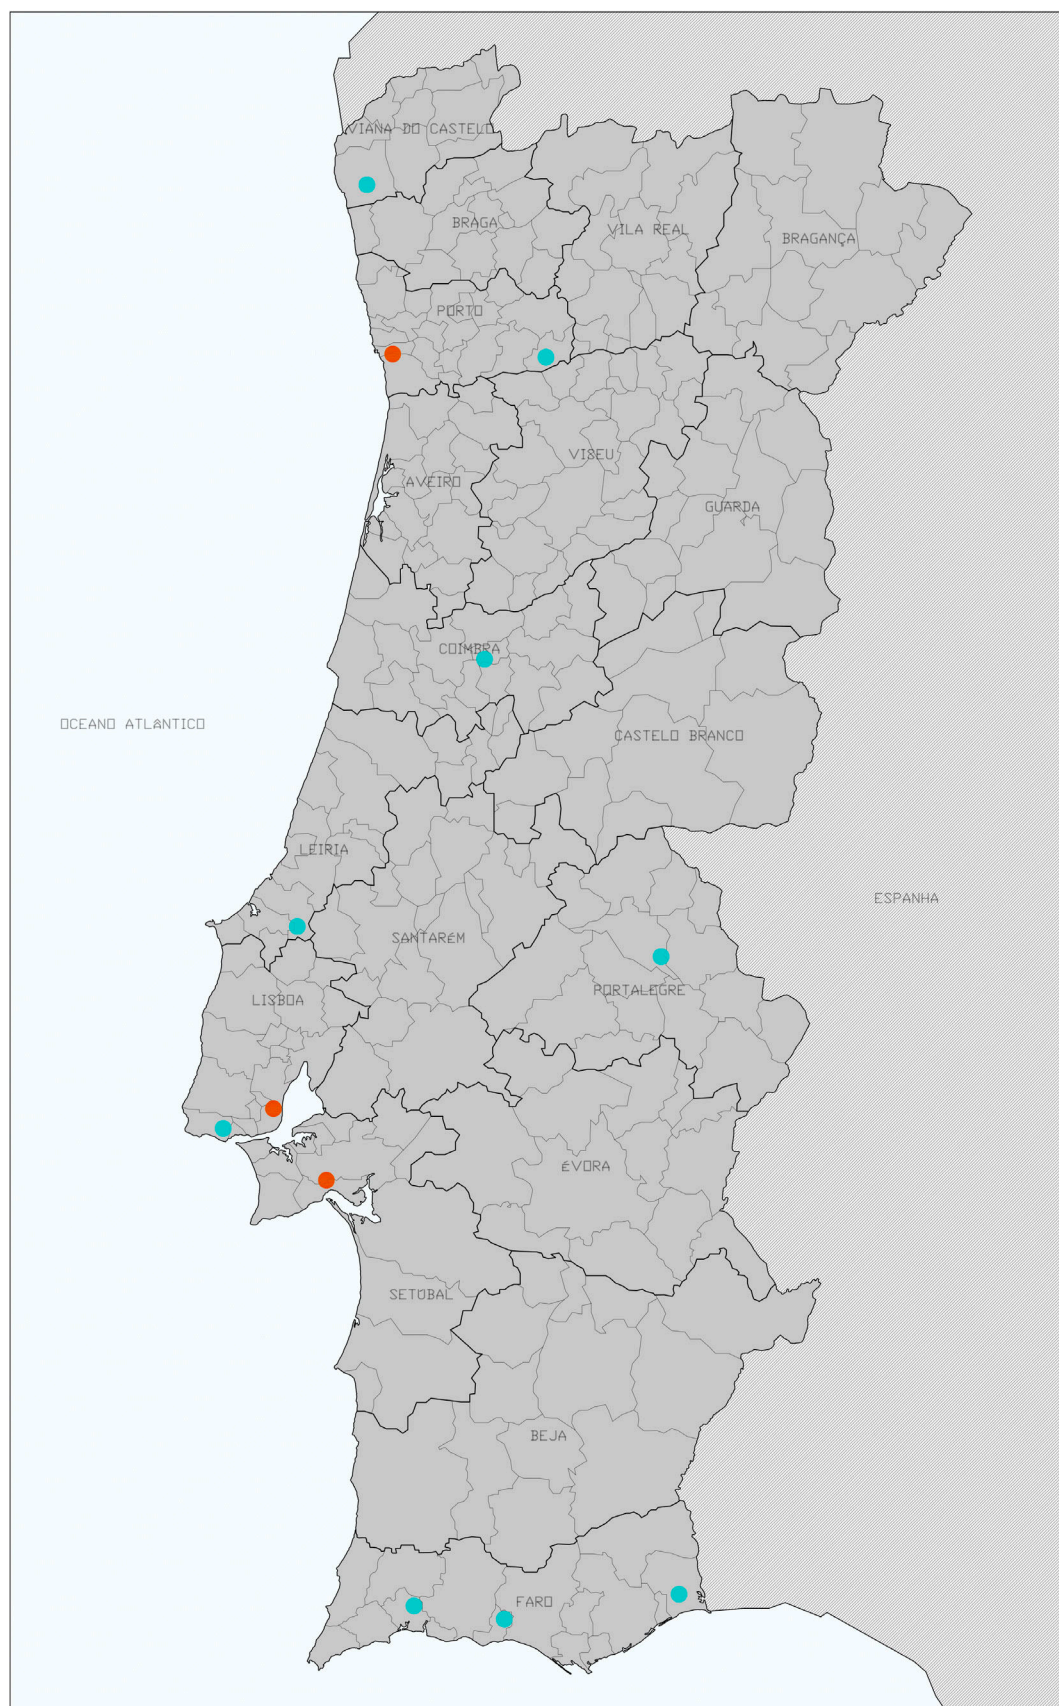 VIANA DO CASTELO
BRAGA
VILA REAL
BRAGANÇA
PORTO
VISEU
AVEIRO
GUARDA
COIMBRA
OCEANO ATLÂNTICO
CASTELO BRANCO
LEIRIA
ESPANHA
SANTARÉM
PORTALEGRE
LISBOA
ÉVORA
SETÚBAL
BEJA
FARO